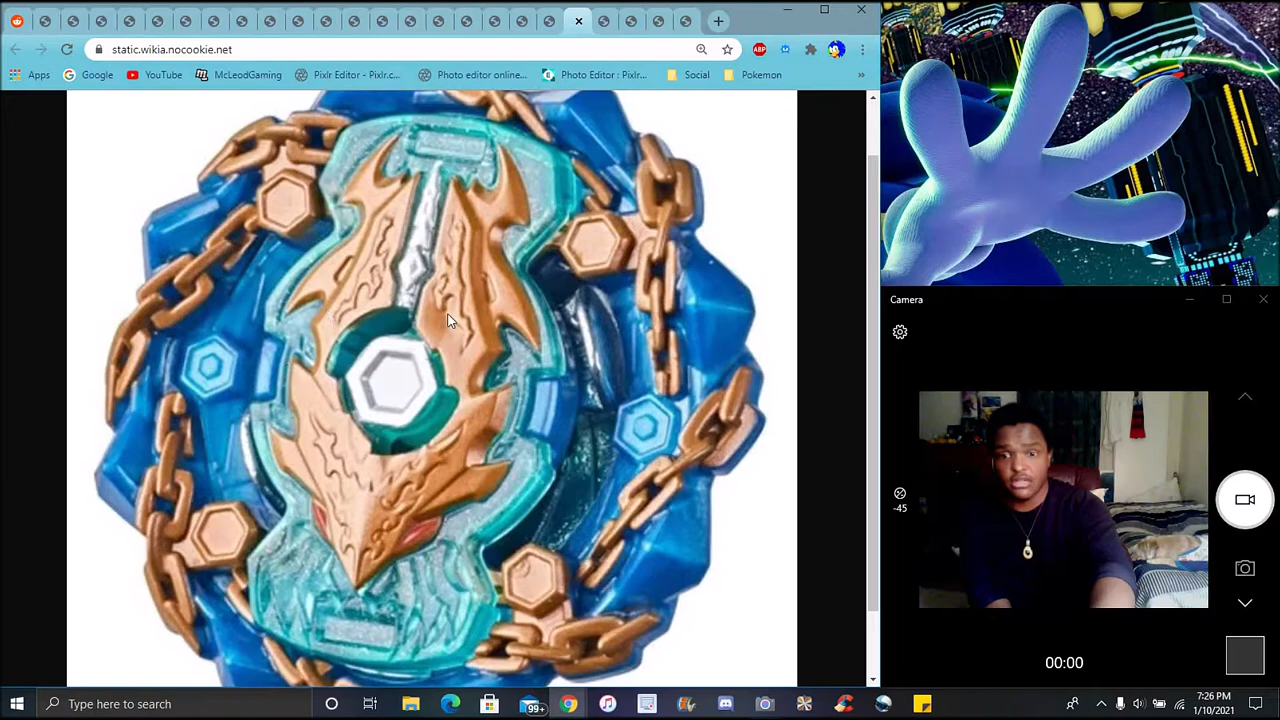 static.wikia.nocookie.net
ABP
Apps
Google
YouTube
McLeodGaming
Pixlr Editor - Pixlr.c...
Photo editor online...
Photo Editor : Pixlr...
Social
Pokemon
»
Camera
-45
00:00
Type here to search
99+
7:26 PM
1/10/2021